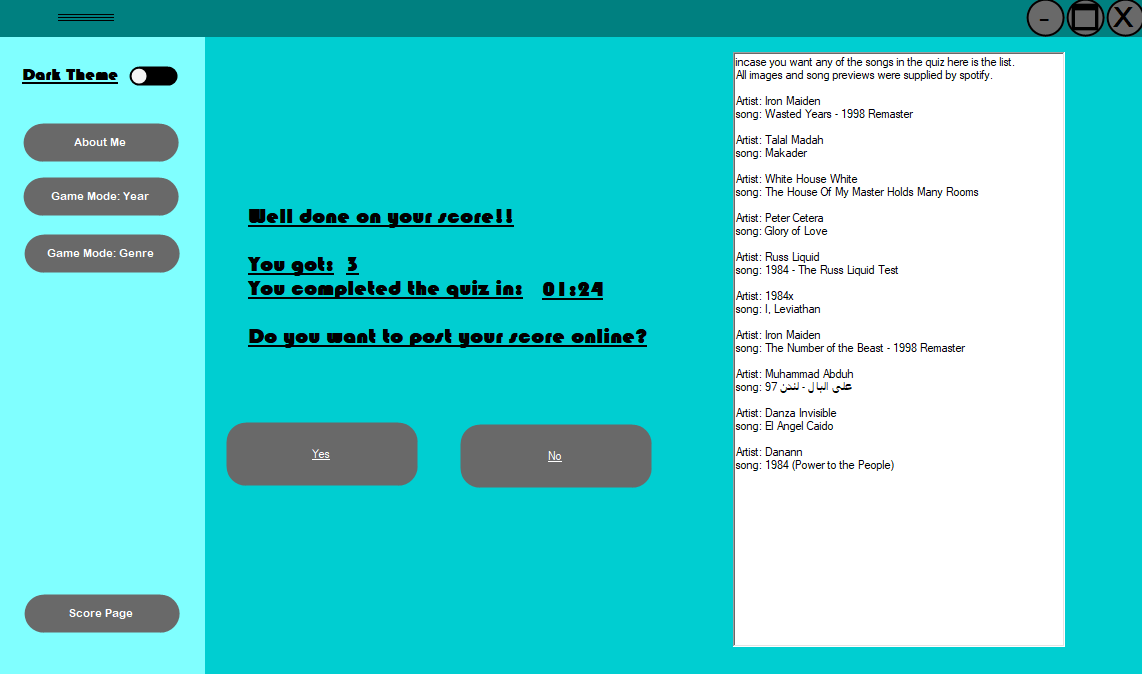 - X
Dark Theme
About Me
Game Mode: Year
Game Mode: Genre
Score Page
Well done on your score!!
You got: 3
You completed the quiz in: 01:24
Do you want to post your score online?
Yes
No
incase you want any of the songs in the quiz here is the list.
All images and song previews were supplied by spotify.
Artist: Iron Maiden
song: Wasted Years - 1998 Remaster
Artist: Talal Madah
song: Makader
Artist: White House White
song: The House Of My Master Holds Many Rooms
Artist: Peter Cetera
song: Glory of Love
Artist: Russ Liquid
song: 1984 - The Russ Liquid Test
Artist: 1984x
song: I, Leviathan
Artist: Iron Maiden
song: The Number of the Beast - 1998 Remaster
Artist: Muhammad Abduh
song: على البال - لندن 97
Artist: Danza Invisible
song: El Angel Caido
Artist: Danann
song: 1984 (Power to the People)